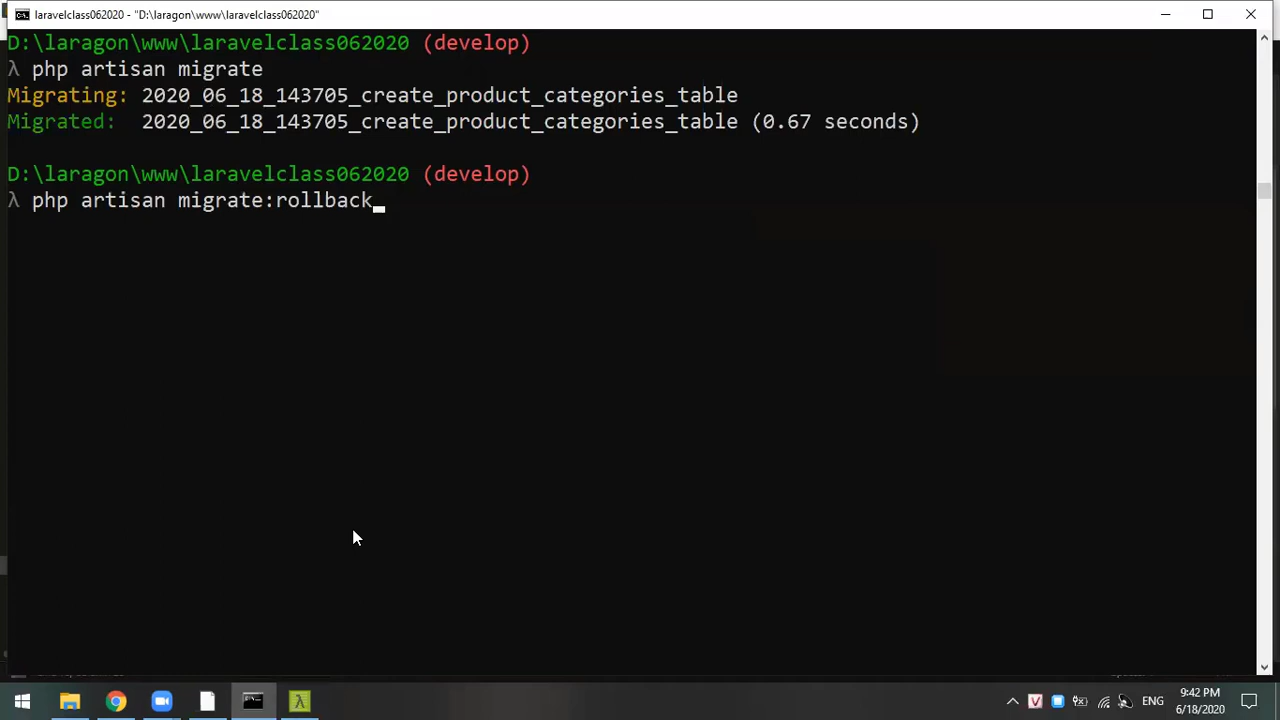 laravelclass062020 - "D:\laragon\www\laravelclass062020"
D:\laragon\www\laravelclass062020 (develop)
λ php artisan migrate
Migrating: 2020_06_18_143705_create_product_categories_table
Migrated:  2020_06_18_143705_create_product_categories_table (0.67 seconds)
D:\laragon\www\laravelclass062020 (develop)
λ php artisan migrate:rollback
ENG
9:42 PM
6/18/2020